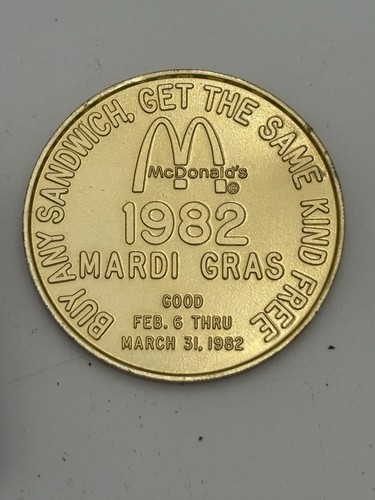 BUY ANY SANDWICH, GET THE SAME KIND FREE
McDonald's
®
1982
MARDI GRAS
GOOD
FEB. 6 THRU
MARCH 31, 1982